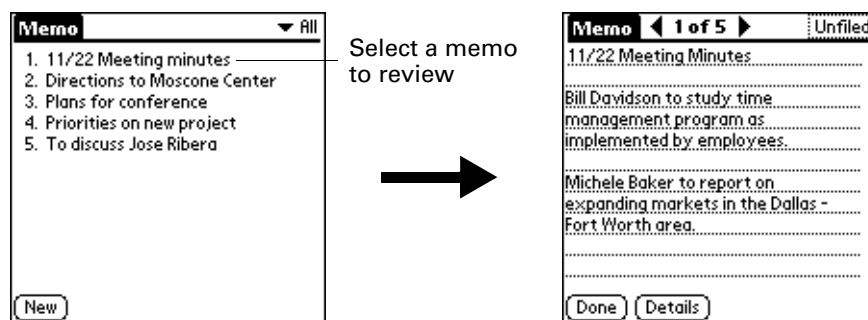 Memo
All
1. 11/22 Meeting minutes
2. Directions to Moscone Center
3. Plans for conference
4. Priorities on new project
5. To discuss Jose Ribera
New
Select a memo
to review
Memo 1 of 5 Unfiled
11/22 Meeting Minutes
Bill Davidson to study time
management program as
implemented by employees.
Michele Baker to report on
expanding markets in the Dallas -
Fort Worth area.
Done Details